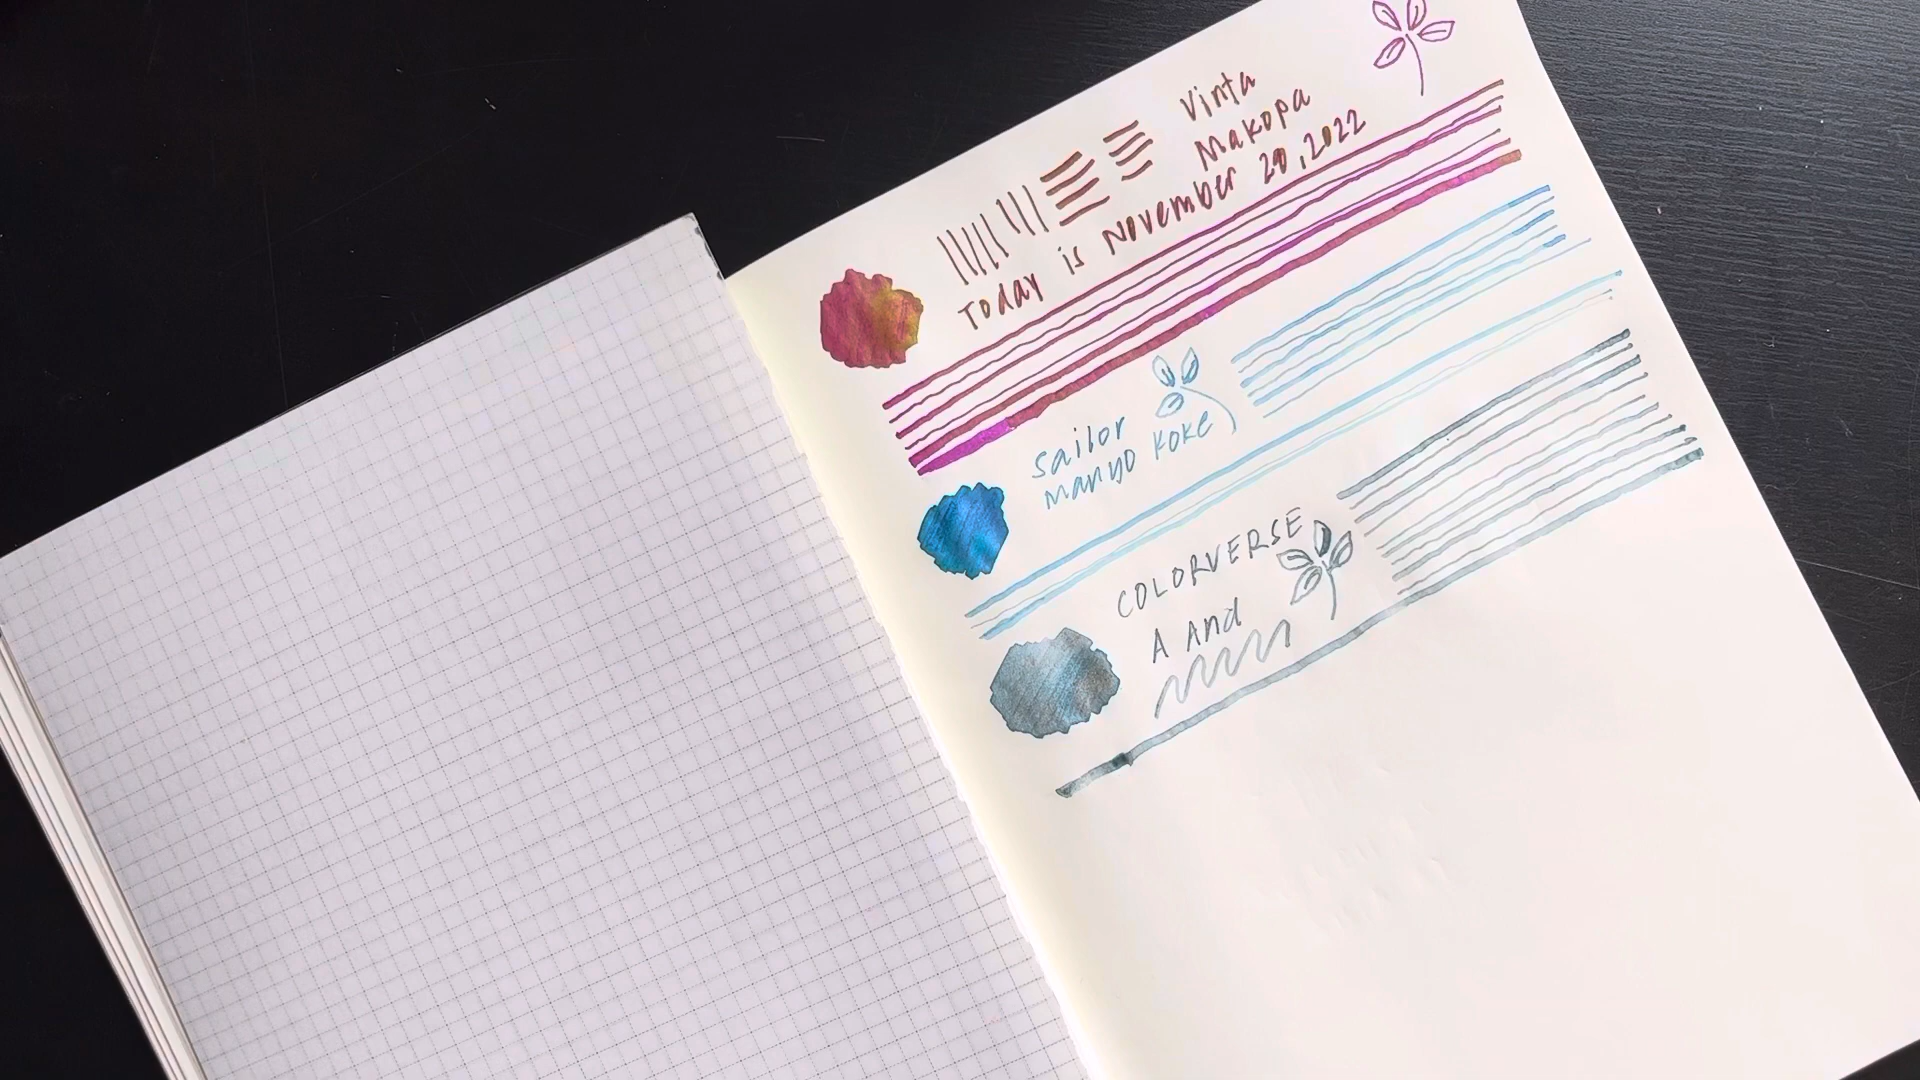 Vinta
Makopa
Today is November 20, 2022
Sailor
manyo Koke
COLORVERSE
A And